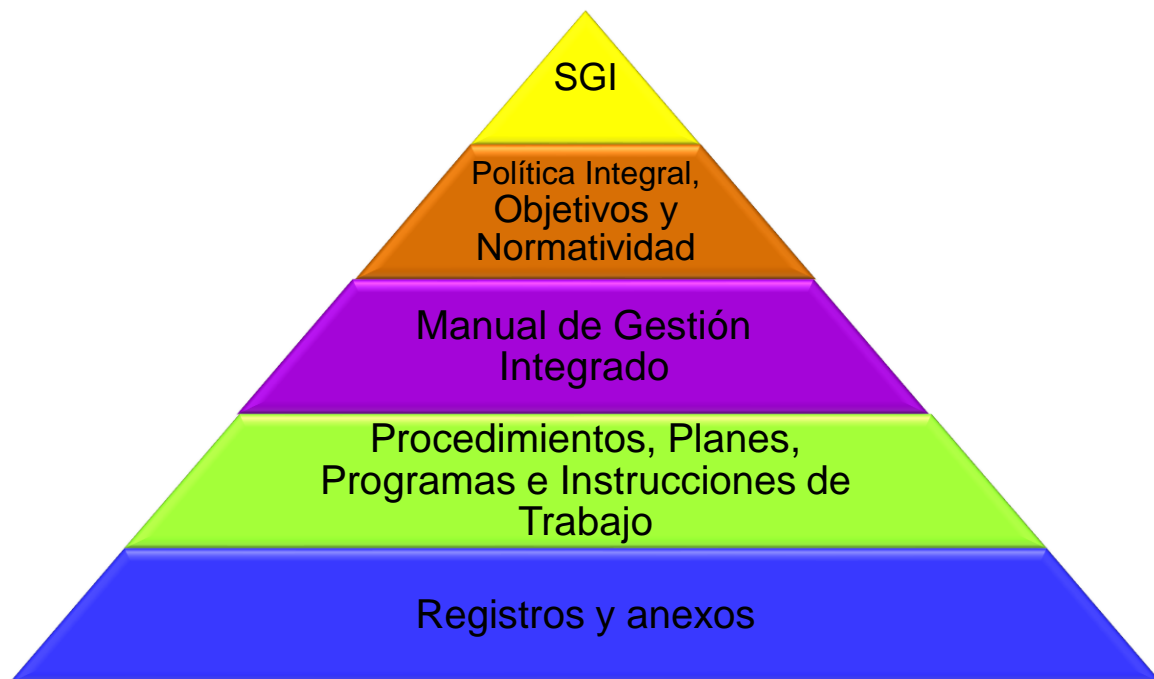 SGI
Política Integral,
Objetivos y
Normatividad
Manual de Gestión
Integrado
Procedimientos, Planes,
Programas e Instrucciones de
Trabajo
Registros y anexos